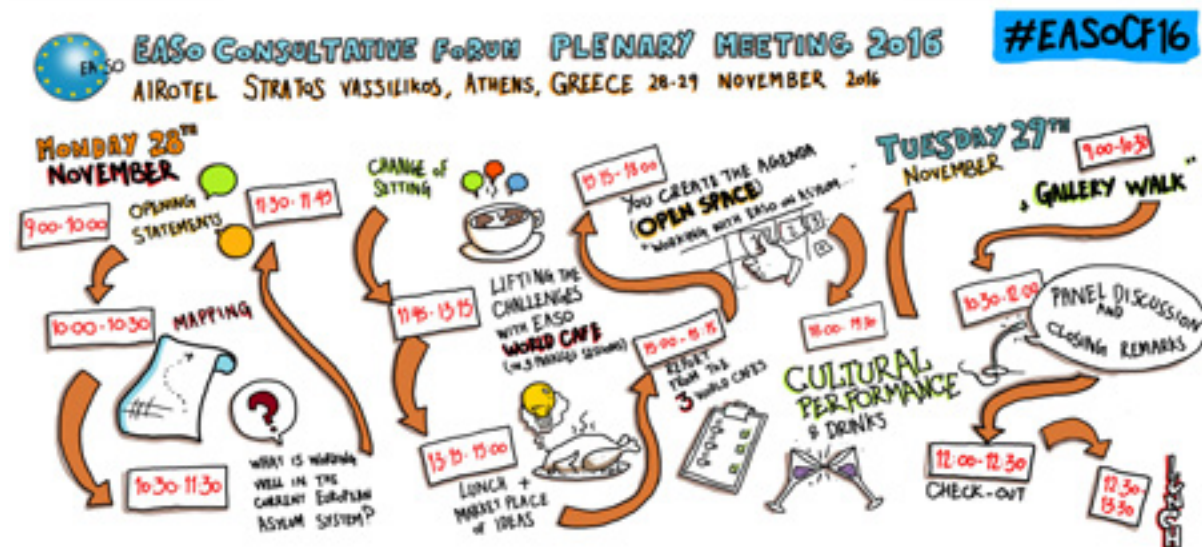 EASO
EASO CONSULTATIVE FORUM PLENARY MEETING 2016
#EASOCF16
AIROTEL STRATOS VASSILIKOS, ATHENS, GREECE 28-29 NOVEMBER 2016
MONDAY 28TH
NOVEMBER
9:00-10:00
OPENING
STATEMENTS
10:00-10:30
MAPPING
10:30-11:30
?
WHAT IS WORKING
WELL IN THE
CURRENT EUROPEAN
ASYLUM SYSTEM?
11:30-11:45
CHANGE OF
SETTING
11:45-13:15
LIFTING THE
CHALLENGES
WITH EASO
WORLD CAFE
13:15-15:00
LUNCH +
MARKET PLACE
OF IDEAS
15:00-15:15
REPORT
FROM THE
3 WORLD CAFES
15:15-18:00
YOU CREATE THE AGENDA
(OPEN SPACE)
"WORKING WITH EASO ON ASYLUM...
18:00-19:30
CULTURAL
PERFORMANCE
& DRINKS
TUESDAY 29TH
NOVEMBER
9:00-10:30
GALLERY WALK"
10:30-12:00
PANEL DISCUSSION
AND
CLOSING REMARKS
12:00-12:30
CHECK-OUT
12:30-
13:30
LUNCH